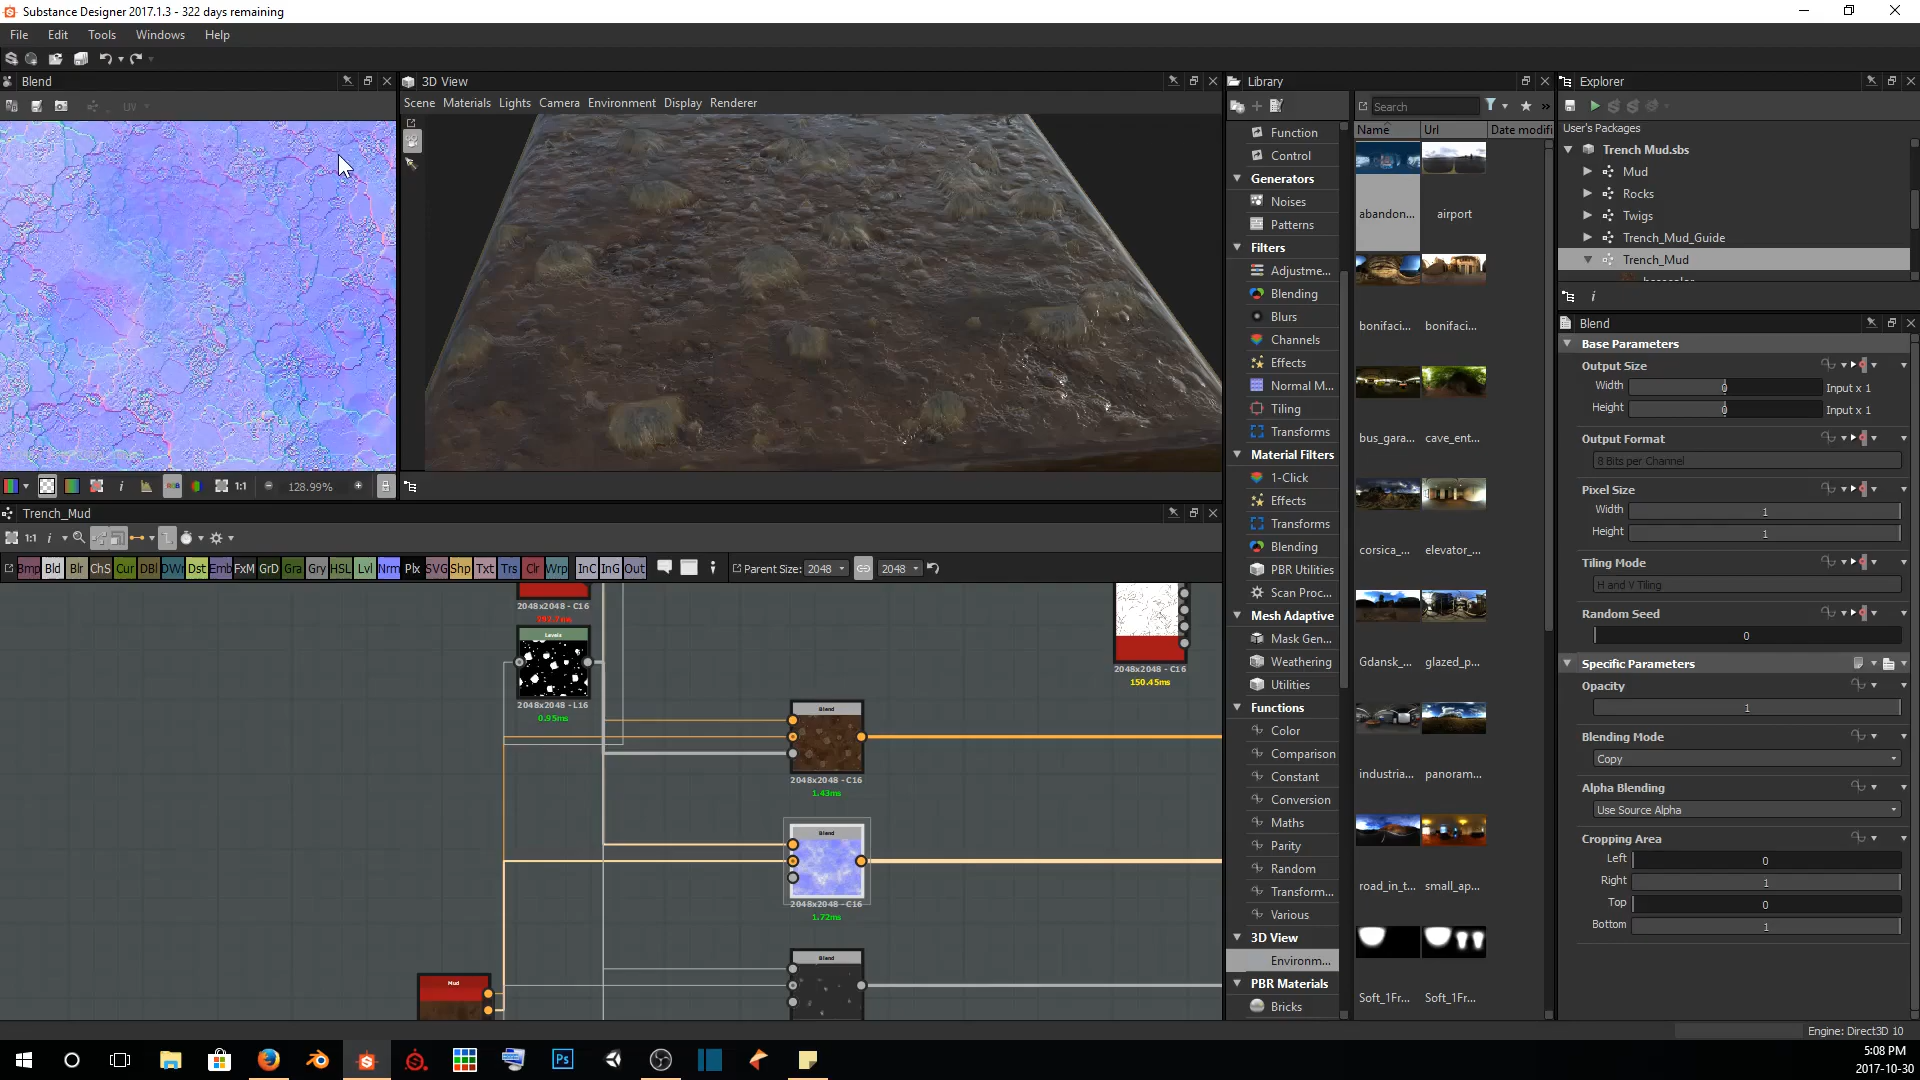 Substance Designer 2017.1.3 - 322 days remaining
File Edit Tools Windows Help
Blend
UV
128.99%
1:1
3D View
Scene Materials Lights Camera Environment Display Renderer
Trench_Mud
1:1
Bmp Bld Blr ChS Cur DBl DWr Dst Emb FxM GrD Gra Gry HSL Lvl Nrm Plx SVG Shp Txt Trs Clr Wrp InC InG Out
Parent Size: 2048 2048
2048x2048 - C16
Levels
2048x2048 - L16
0.95ms
2048x2048 - C16
150.45ms
Blend
2048x2048 - C16
1.43ms
Blend
2048x2048 - C16
1.72ms
Blend
Mud
Library
Function
Control
Generators
Noises
Patterns
Filters
Adjustme...
Blending
Blurs
Channels
Effects
Normal M...
Tiling
Transforms
Material Filters
1-Click
Effects
Transforms
Blending
PBR Utilities
Scan Proc...
Mesh Adaptive
Mask Gen...
Weathering
Utilities
Functions
Color
Comparison
Constant
Conversion
Maths
Parity
Random
Transform...
Various
3D View
Environm...
PBR Materials
Bricks
Search
Name Url Date modifi
abandon... airport
bonifaci... bonifaci...
bus_gara... cave_ent...
corsica_... elevator_...
Gdansk_... glazed_p...
industria... panoram...
road_in_t... small_ap...
Soft_1Fr... Soft_1Fr...
Explorer
User's Packages
Trench Mud.sbs
Mud
Rocks
Twigs
Trench_Mud_Guide
Trench_Mud
Blend
Base Parameters
Output Size
Width 0 Input x 1
Height 0 Input x 1
Output Format
8 Bits per Channel
Pixel Size
Width 1
Height 1
Tiling Mode
H and V Tiling
Random Seed
0
Specific Parameters
Opacity
1
Blending Mode
Copy
Alpha Blending
Use Source Alpha
Cropping Area
Left 0
Right 1
Top 0
Bottom 1
Engine: Direct3D 10
5:08 PM
2017-10-30